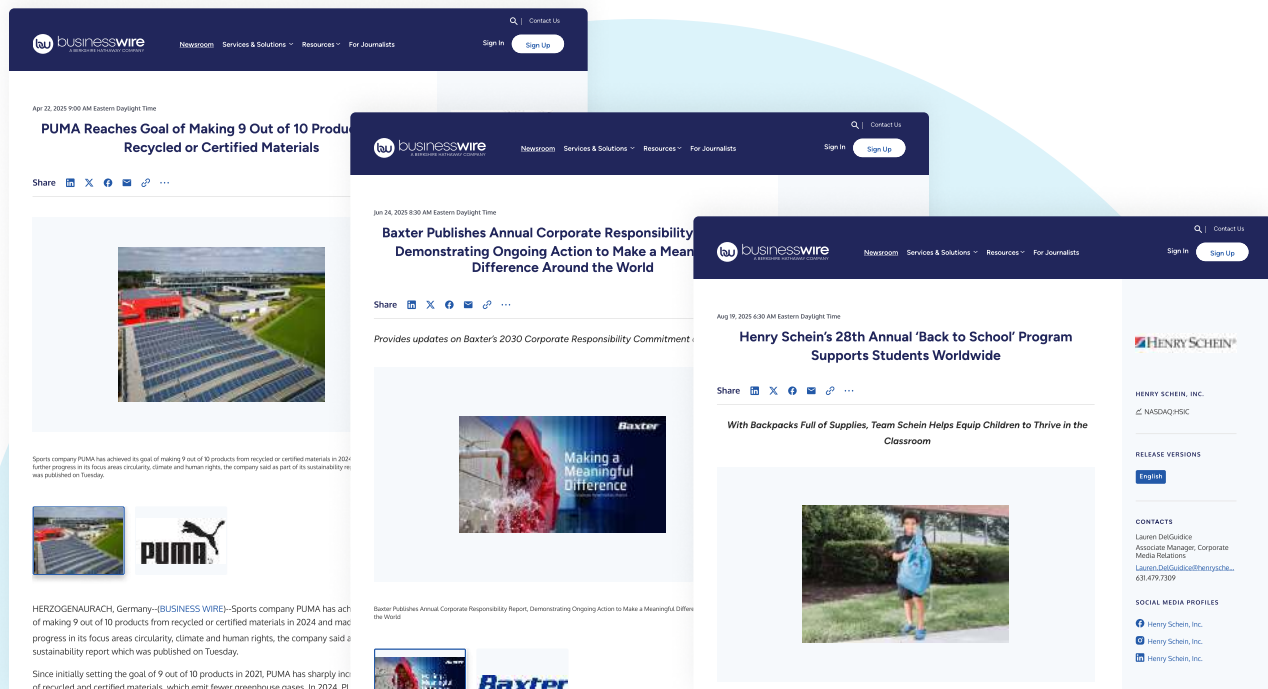 Contact Us
businesswire
A BERKSHIRE HATHAWAY COMPANY
Newsroom Services & Solutions Resources For Journalists
Sign In Sign Up
Apr 22, 2025 9:00 AM Eastern Daylight Time
PUMA Reaches Goal of Making 9 Out of 10 Produc
Recycled or Certified Materials
Share
Sports company PUMA has achieved its goal of making 9 out of 10 products from recycled or certified materials in 2024
further progress in its focus areas circularity, climate and human rights, the company said as part of its sustainability re
was published on Tuesday.
PUMA
HERZOGENAURACH, Germany--(BUSINESS WIRE)--Sports company PUMA has ach
of making 9 out of 10 products from recycled or certified materials in 2024 and mad
progress in its focus areas circularity, climate and human rights, the company said a
sustainability report which was published on Tuesday.
Since initially setting the goal of 9 out of 10 products in 2021, PUMA has sharply incr
of recycled and certified materials, which emit fewer greenhouse gases. In 2024, PU
Contact Us
businesswire
A BERKSHIRE HATHAWAY COMPANY
Newsroom Services & Solutions Resources For Journalists
Sign In Sign Up
Jun 24, 2025 8:30 AM Eastern Daylight Time
Baxter Publishes Annual Corporate Responsibility
Demonstrating Ongoing Action to Make a Mean
Difference Around the World
Share
Provides updates on Baxter's 2030 Corporate Responsibility Commitment
Baxter
Making a
Meaningful
Difference
Baxter Publishes Annual Corporate Responsibility Report, Demonstrating Ongoing Action to Make a Meaningful Differe
the World
Baxter
Contact Us
businesswire
A BERKSHIRE HATHAWAY COMPANY
Newsroom Services & Solutions Resources For Journalists
Sign In Sign Up
Aug 19, 2025 6:30 AM Eastern Daylight Time
Henry Schein's 28th Annual ‘Back to School’ Program
Supports Students Worldwide
Share
With Backpacks Full of Supplies, Team Schein Helps Equip Children to Thrive in the
Classroom
HENRY SCHEIN®
HENRY SCHEIN, INC.
NASDAQ:HSIC
RELEASE VERSIONS
English
CONTACTS
Lauren DelGuidice
Associate Manager, Corporate
Media Relations
Lauren.DelGuidice@henrysche...
631.479.7309
SOCIAL MEDIA PROFILES
Henry Schein, Inc.
Henry Schein, Inc.
Henry Schein, Inc.